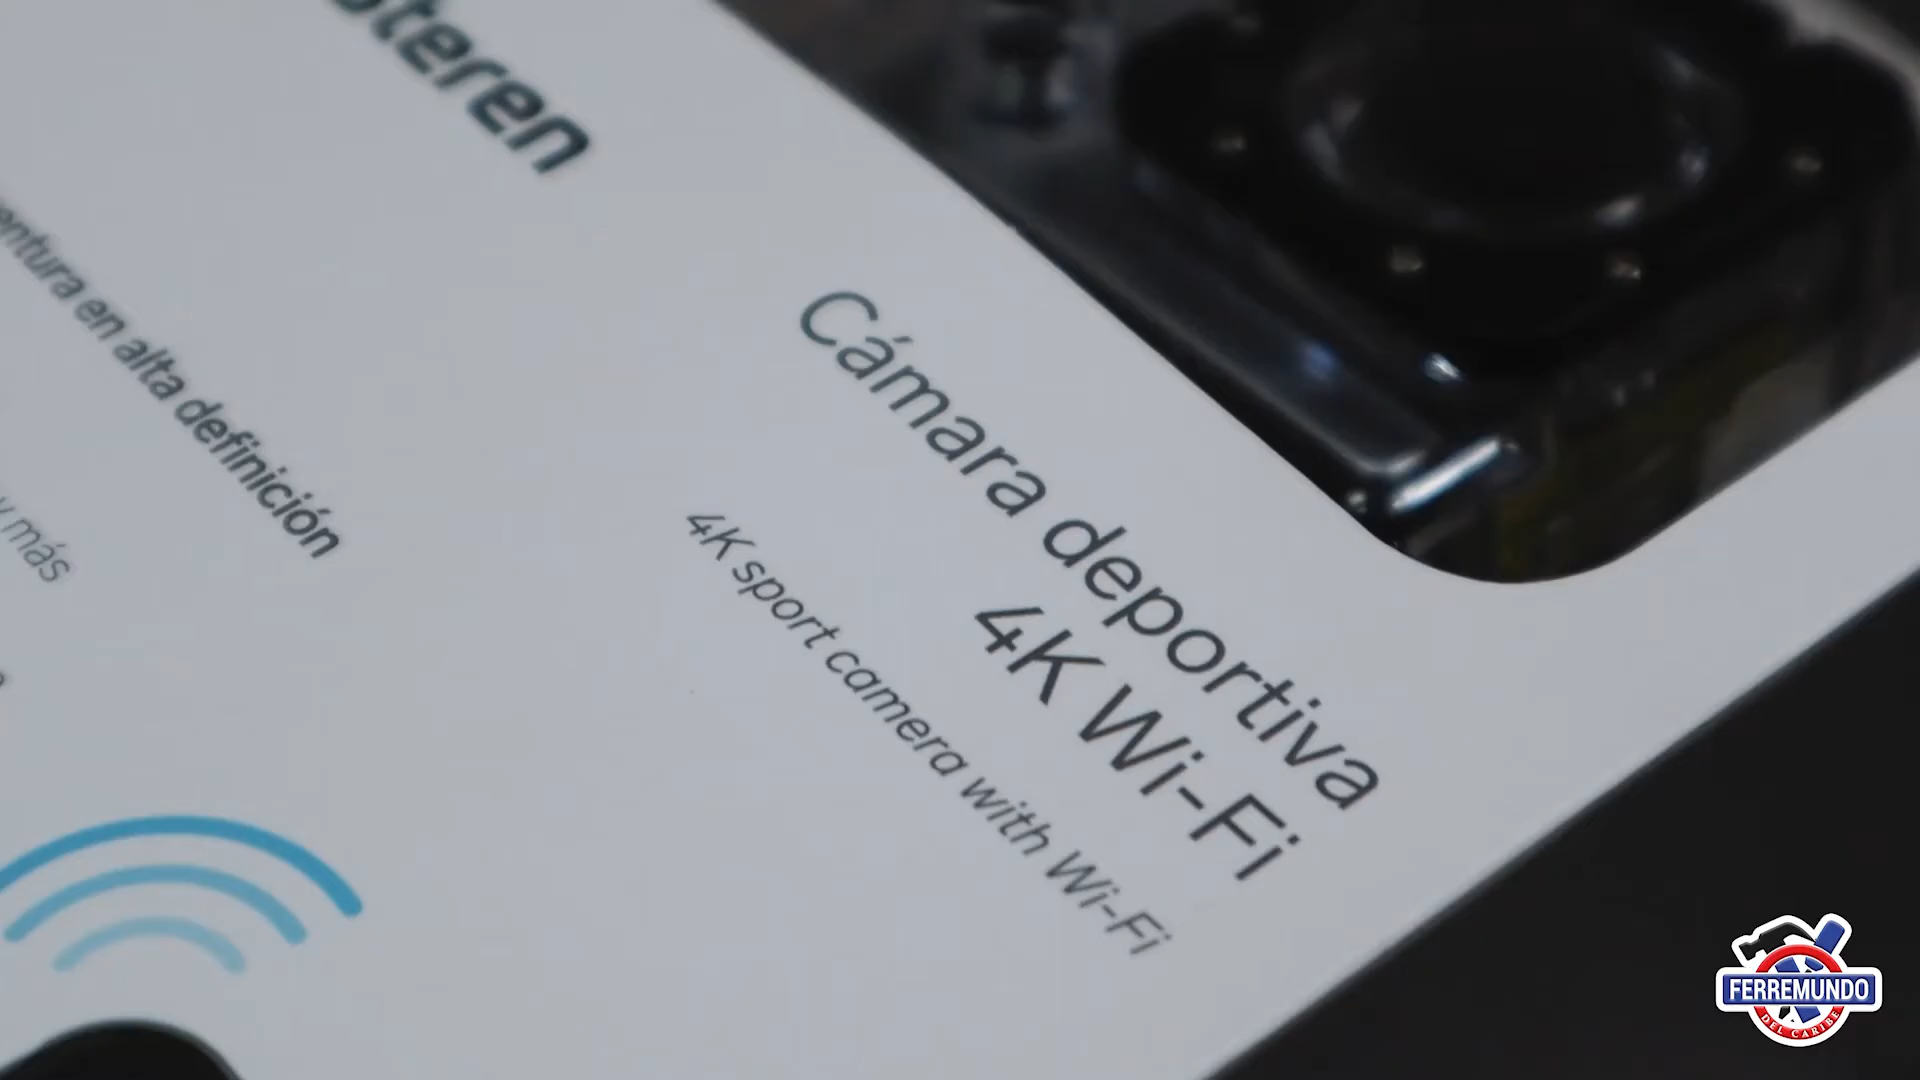 steren
en alta definición
y más
Cámara deportiva
4K Wi-Fi
4K sport camera with Wi-Fi
FERREMUNDO
DEL CARIBE